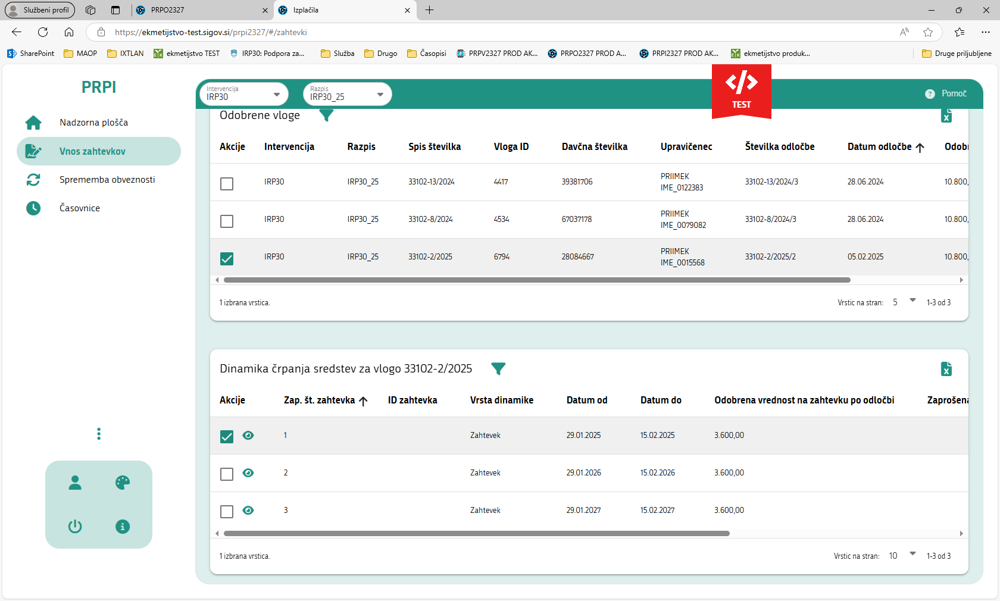 Službeni profil
PRPO2327
Izplačila
https://ekmetijstvo-test.sigov.si/prpi2327/#/zahtevki
SharePoint
MAOP
IXTLAN
ekmetijstvo TEST
IRP30: Podpora za...
Služba
Drugo
Časopisi
PRPV2327 PROD AK...
PRPO2327 PROD A...
PRPI2327 PROD AK...
ekmetijstvo produk...
Druge priljubljene
PRPI
Nadzorna plošča
Vnos zahtevkov
Sprememba obveznosti
Časovnice
Intervencija
IRP30
Razpis
IRP30_25
TEST
Pomoč
Odobrene vloge
Akcije Intervencija Razpis Spis številka Vloga ID Davčna številka Upravičenec Številka odločbe Datum odločbe Odob
IRP30 IRP30_25 33102-13/2024 4417 39381706 PRIIMEK IME_0122383 33102-13/2024/3 28.06.2024 10.800,
IRP30 IRP30_25 33102-8/2024 4534 67037178 PRIIMEK IME_0079082 33102-8/2024/3 28.06.2024 10.800,
IRP30 IRP30_25 33102-2/2025 6794 28084667 PRIIMEK IME_0015568 33102-2/2025/2 05.02.2025 10.800,
1 izbrana vrstica.
Vrstic na stran: 5 1-3 od 3
Dinamika črpanja sredstev za vlogo 33102-2/2025
Akcije Zap. št. zahtevka ID zahtevka Vrsta dinamike Datum od Datum do Odobrena vrednost na zahtevku po odločbi Zaprošena
1 Zahtevek 29.01.2025 15.02.2025 3.600,00
2 Zahtevek 29.01.2026 15.02.2026 3.600,00
3 Zahtevek 29.01.2027 15.02.2027 3.600,00
1 izbrana vrstica.
Vrstic na stran: 10 1-3 od 3